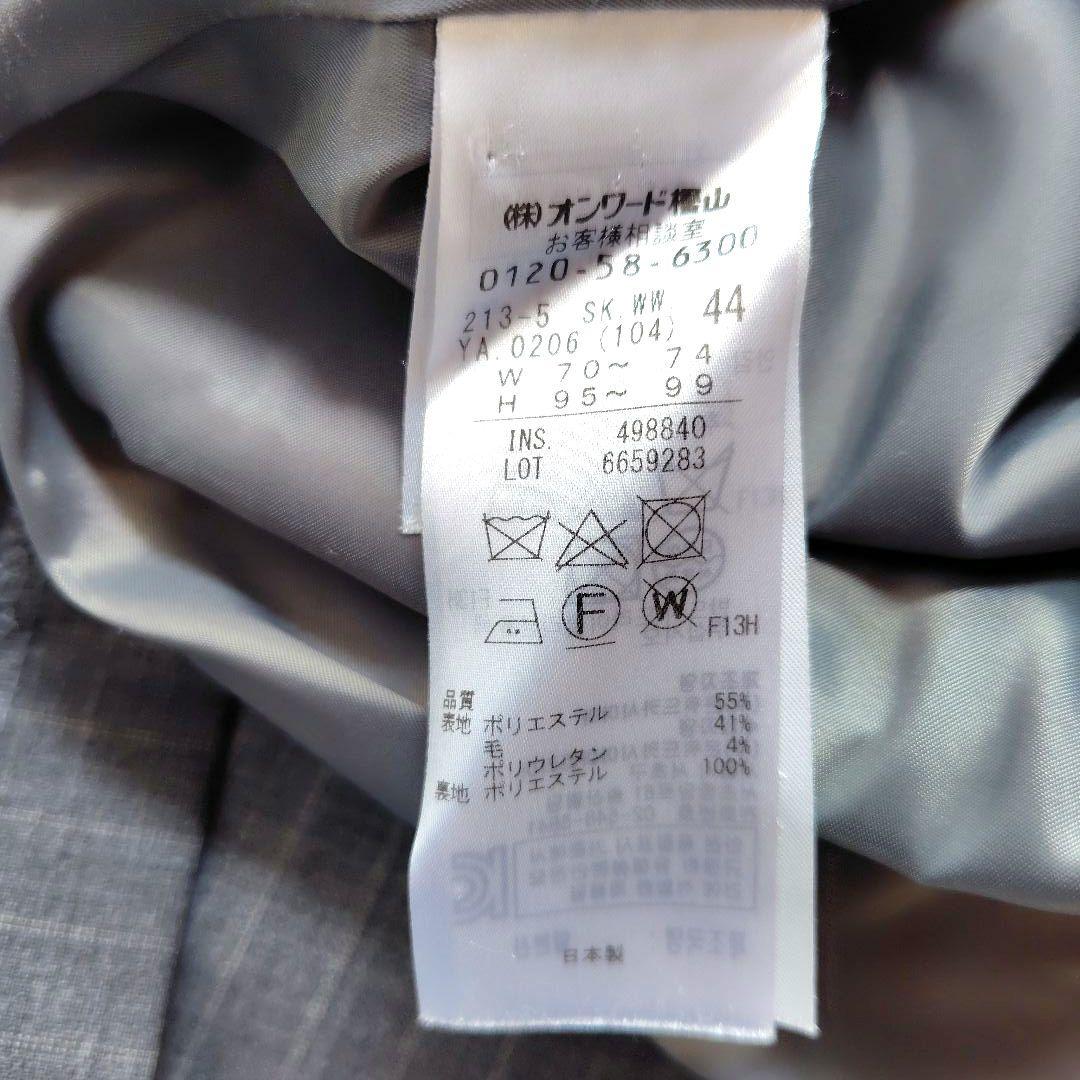 (株)オンワード樫山
お客様相談室
0120-58-6300
213-5 SK.WW 44
YA.0206 (104)
W 70~ 74
H 95~ 99
INS. 498840
LOT 6659283
F W F13H
品質
表地 ポリエステル 55%
毛 41%
ポリウレタン 4%
裏地 ポリエステル 100%
日本製